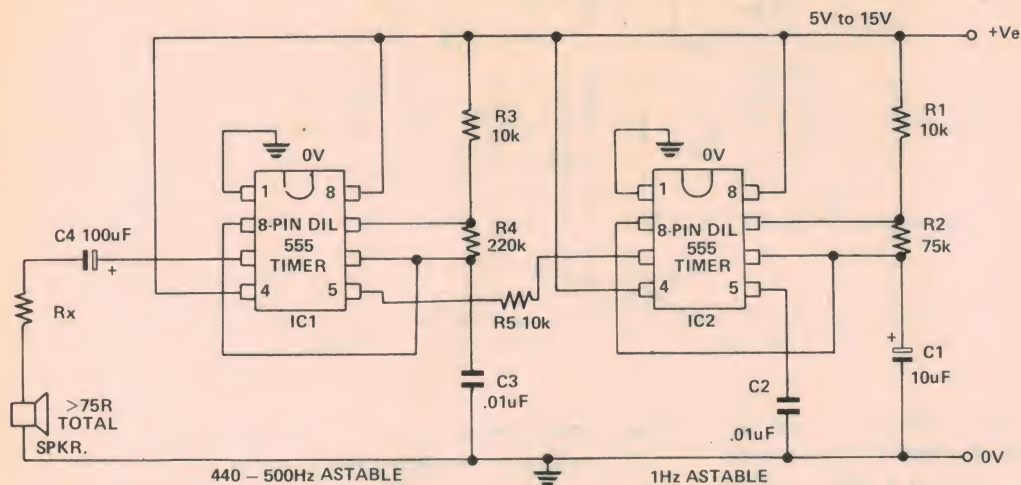 5V to 15V
+Ve
R3
10k
R1
10k
0V
0V
1
8
8-PIN DIL
555
TIMER
4
5
IC1
R4
220k
1
8
8-PIN DIL
555
TIMER
4
5
IC2
R2
75k
C4 100uF
+
Rx
R5 10k
+
C1
10uF
C3
.01uF
C2
.01uF
>75R
TOTAL
SPKR.
440 – 500Hz ASTABLE
1Hz ASTABLE
0V